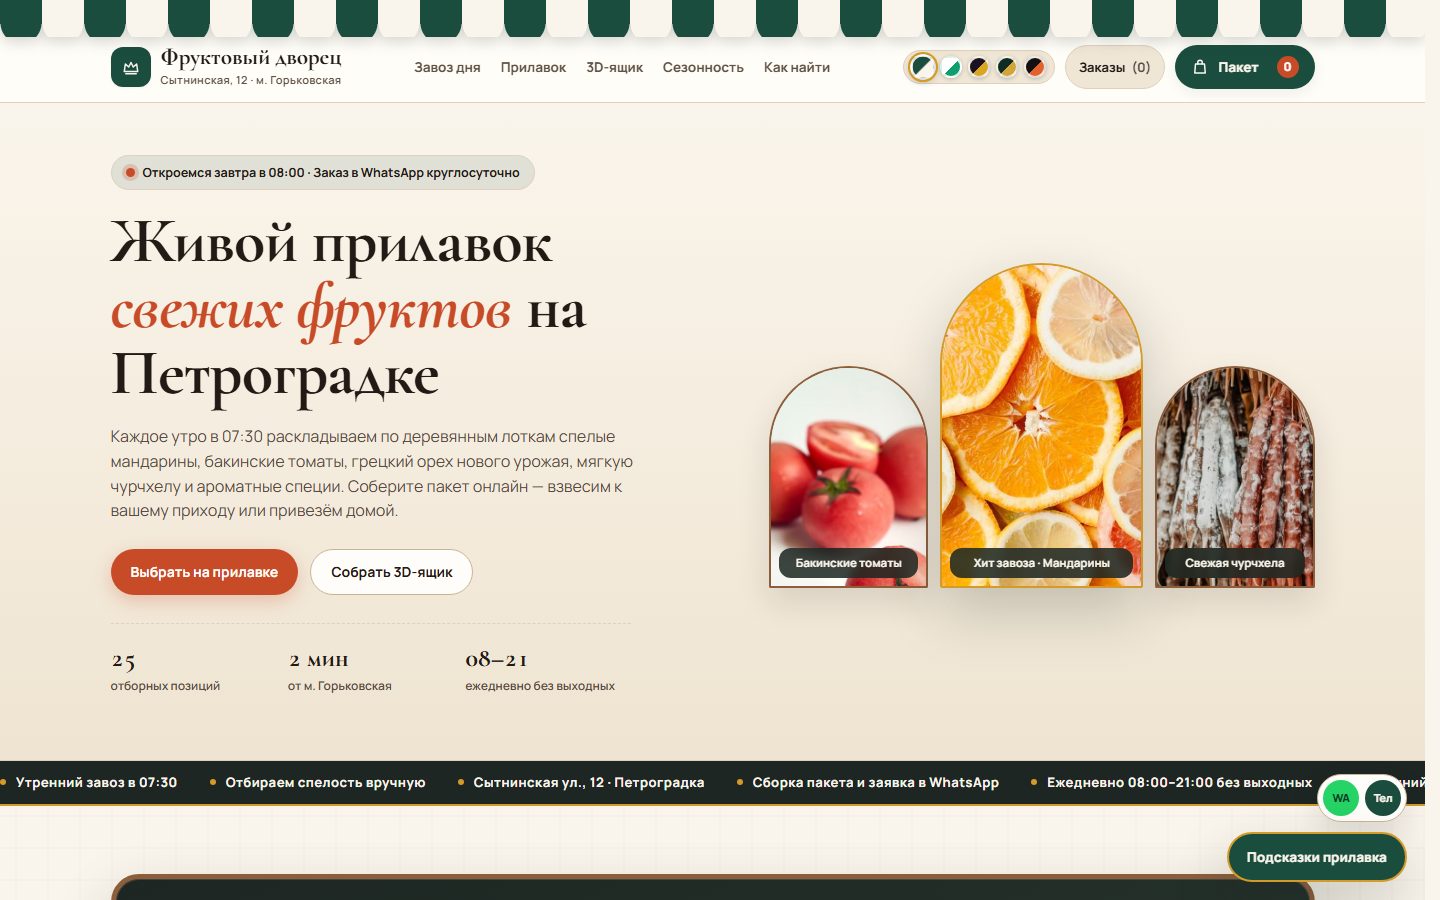 Фруктовый дворец
Сытнинская, 12 · м. Горьковская
Завоз дня
Прилавок
3D-ящик
Сезонность
Как найти
Заказы (0)
Пакет 0
Откроемся завтра в 08:00 · Заказ в WhatsApp круглосуточно
Живой прилавок
свежих фруктов на
Петроградке
Каждое утро в 07:30 раскладываем по деревянным лоткам спелые
мандарины, бакинские томаты, грецкий орех нового урожая, мягкую
чурчхелу и ароматные специи. Соберите пакет онлайн — взвесим к
вашему приходу или привезём домой.
Выбрать на прилавке
Собрать 3D-ящик
25
отборных позиций
2 мин
от м. Горьковская
08–21
ежедневно без выходных
Бакинские томаты
Хит завоза · Мандарины
Свежая чурчхела
Утренний завоз в 07:30
Отбираем спелость вручную
Сытнинская ул., 12 · Петроградка
Сборка пакета и заявка в WhatsApp
Ежедневно 08:00–21:00 без выходных
WA
Тел
Подсказки прилавка